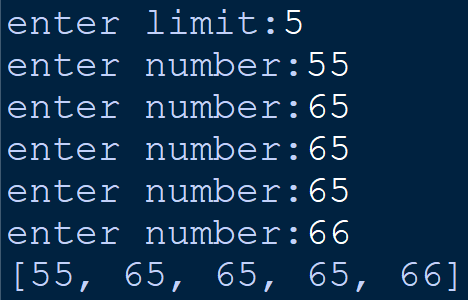 enter limit:5
enter number:55
enter number:65
enter number:65
enter number:65
enter number:66
[55, 65, 65, 65, 66]